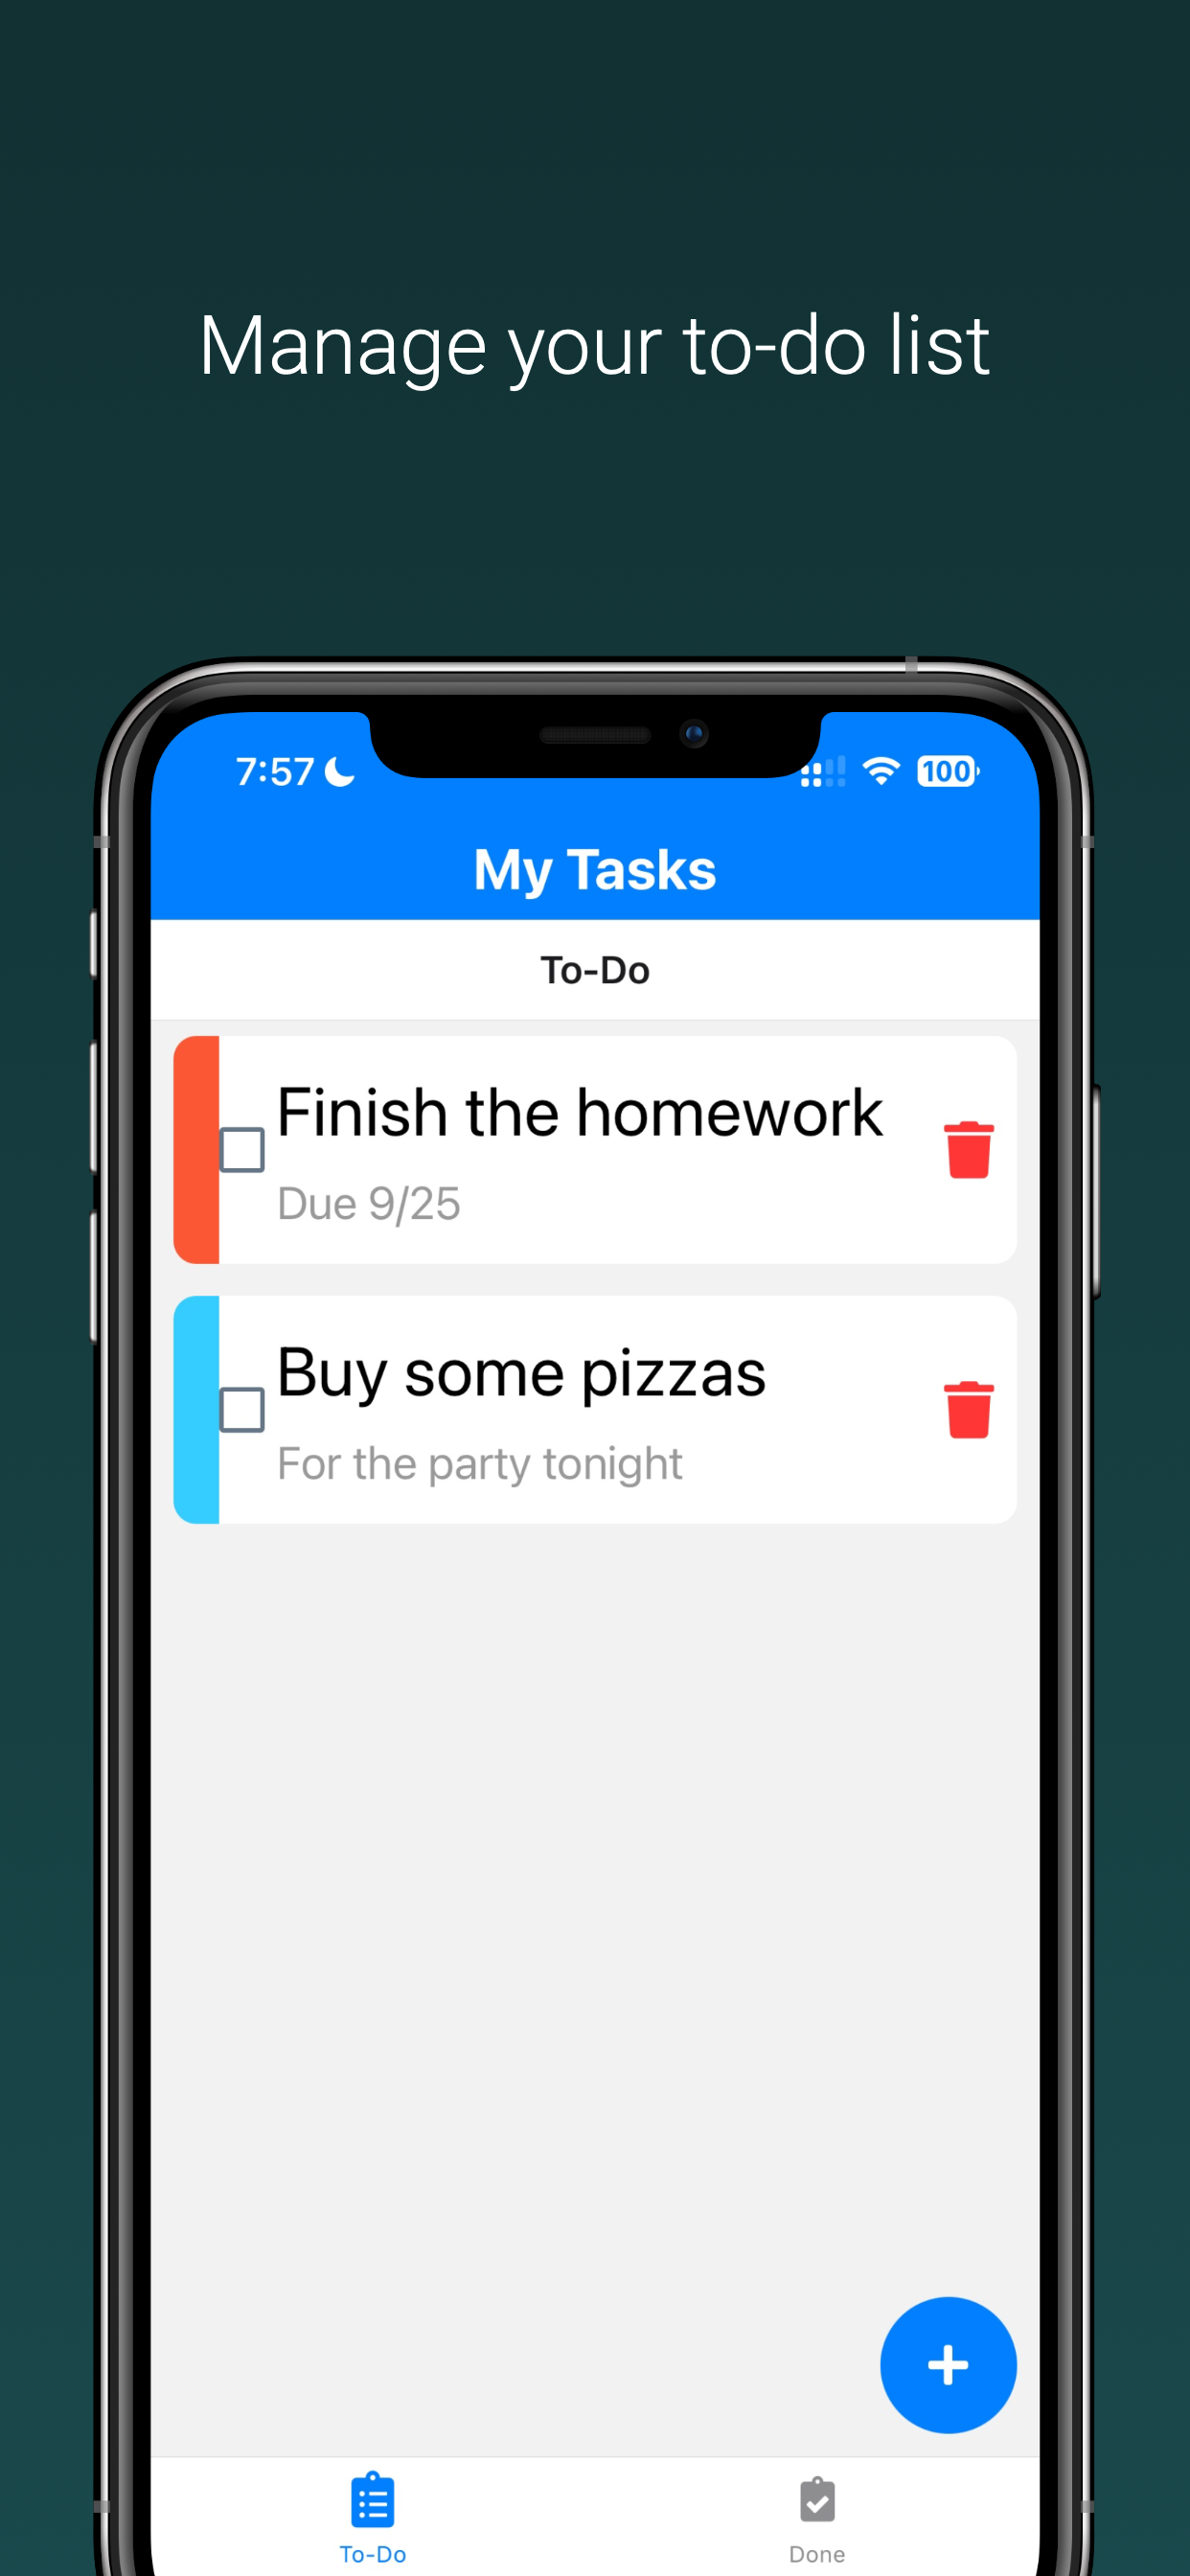 Manage your to-do list
7:57
100
My Tasks
To-Do
Finish the homework
Due 9/25
Buy some pizzas
For the party tonight
To-Do
Done